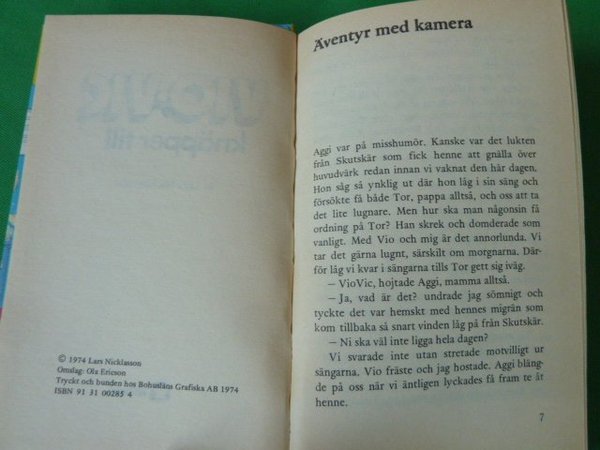 © 1974 Lars Nicklasson
Omslag: Ola Ericson
Tryckt och bunden hos Bohusläns Grafiska AB 1974
ISBN 91 31 00285 4
Äventyr med kamera
Aggi var på misshumör. Kanske var det lukten
från Skutskär som fick henne att gnälla över
huvudvärk redan innan vi vaknat den här dagen.
Hon såg så ynklig ut där hon låg i sin säng och
försökte få både Tor, pappa alltså, och oss att ta
det lite lugnare. Men hur ska man någonsin få
ordning på Tor? Han skrek och domderade som
vanligt. Med Vio och mig är det annorlunda. Vi
tar det gärna lugnt, särskilt om morgnarna. Där-
för låg vi kvar i sängarna tills Tor gett sig iväg.
— VioVic, hojtade Aggi, mamma alltså.
— Ja, vad är det? undrade jag sömnigt och
tyckte det var hemskt med hennes migrän som
kom tillbaka så snart vinden låg på från Skutskär.
— Ni ska väl inte ligga hela dagen?
Vi svarade inte utan stretade motvilligt ur
sängarna. Vio fräste och jag hostade. Aggi bläng-
de på oss när vi äntligen lyckades få fram te åt
henne.
7